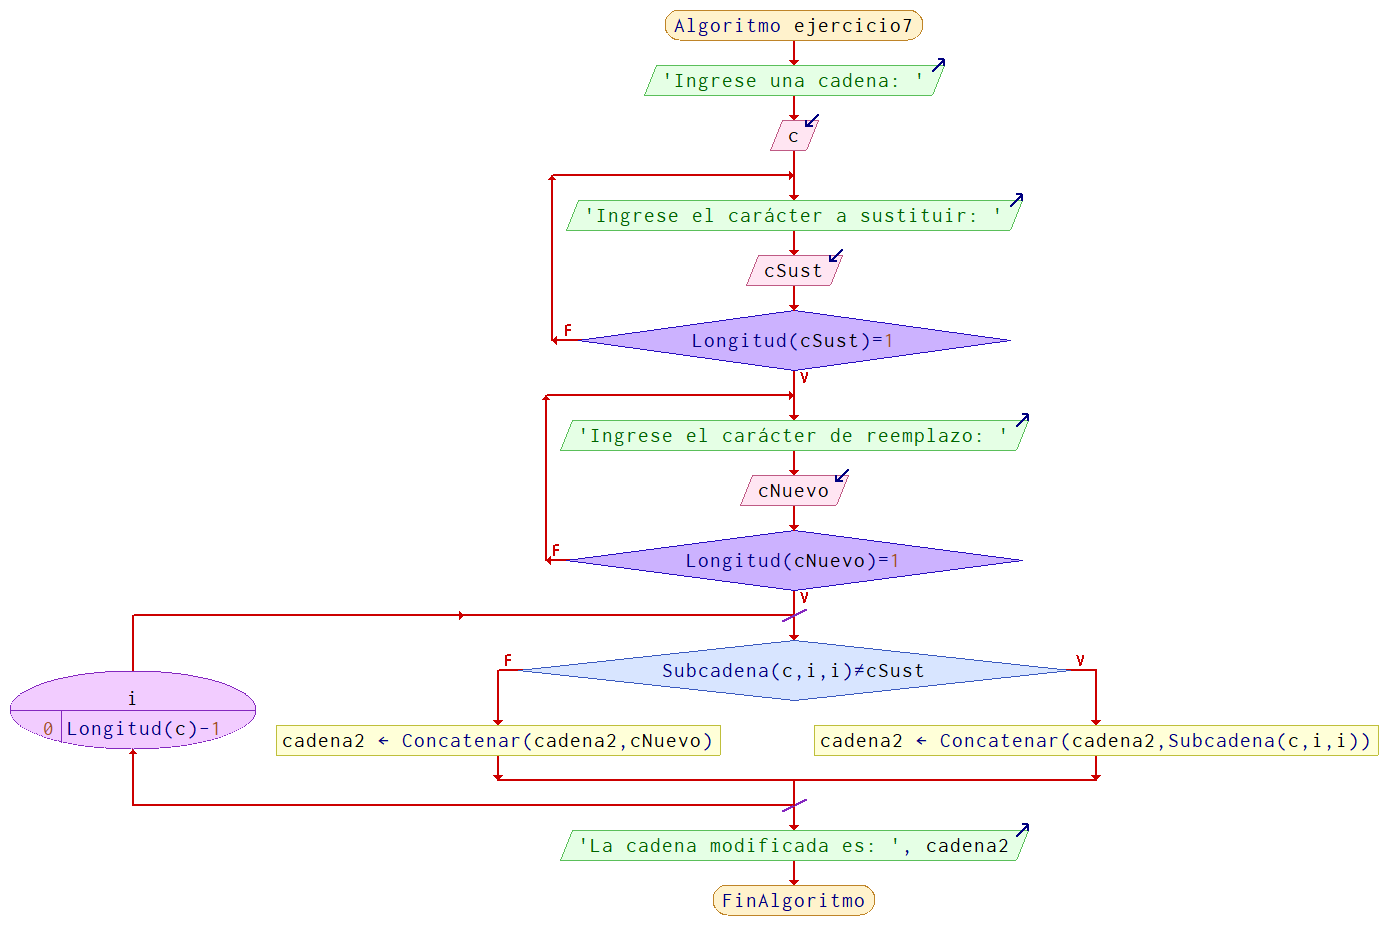 Algoritmo ejercicio7
'Ingrese una cadena: '
c
'Ingrese el carácter a sustituir: '
cSust
F
Longitud(cSust)=1
V
'Ingrese el carácter de reemplazo: '
cNuevo
F
Longitud(cNuevo)=1
V
F
Subcadena(c,i,i)≠cSust
V
i
0 Longitud(c)-1
cadena2 ← Concatenar(cadena2,cNuevo)
cadena2 ← Concatenar(cadena2,Subcadena(c,i,i))
'La cadena modificada es: ', cadena2
FinAlgoritmo